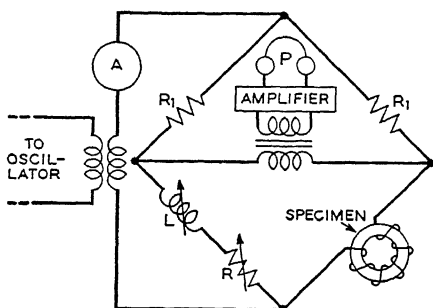 A
P
R1
AMPLIFIER
R1
TO
OSCIL-
LATOR
L
R
SPECIMEN